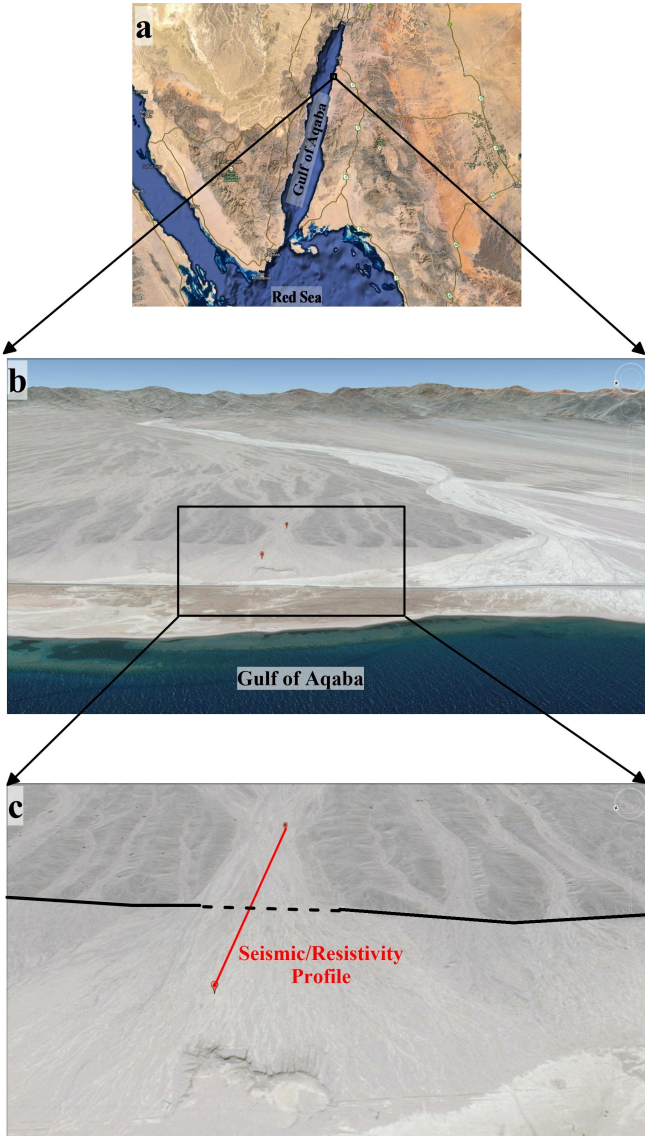 a
Gulf of Aqaba
Red Sea
b
Gulf of Aqaba
c
Seismic/Resistivity
Profile